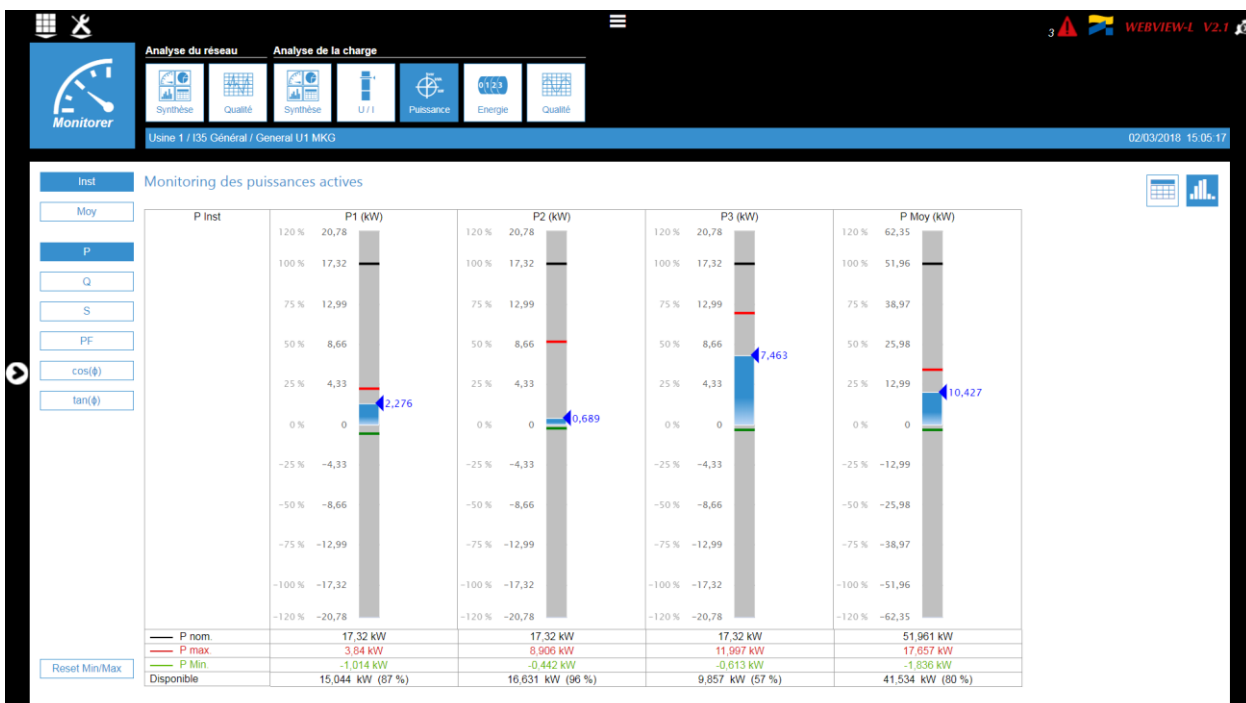 3 WEBVIEW-L V2.1
Analyse du réseau Analyse de la charge
Synthèse Qualité Synthèse U / I Puissance Energie Qualité
Monitorer
Usine 1 / I35 Général / General U1 MKG 02/03/2018 15:05:17
Inst
Moy
P
Q
S
PF
cos(ϕ)
tan(ϕ)
Reset Min/Max
Monitoring des puissances actives
P Inst P1 (kW) P2 (kW) P3 (kW) P Moy (kW)
120 % 20,78 120 % 20,78 120 % 20,78 120 % 62,35
100 % 17,32 100 % 17,32 100 % 17,32 100 % 51,96
75 % 12,99 75 % 12,99 75 % 12,99 75 % 38,97
50 % 8,66 50 % 8,66 50 % 8,66 50 % 25,98
7,463
25 % 4,33 25 % 4,33 25 % 4,33 25 % 12,99
2,276 0,689 10,427
0 % 0 0 % 0 0 % 0 0 % 0
-25 % -4,33 -25 % -4,33 -25 % -4,33 -25 % -12,99
-50 % -8,66 -50 % -8,66 -50 % -8,66 -50 % -25,98
-75 % -12,99 -75 % -12,99 -75 % -12,99 -75 % -38,97
-100 % -17,32 -100 % -17,32 -100 % -17,32 -100 % -51,96
-120 % -20,78 -120 % -20,78 -120 % -20,78 -120 % -62,35
P nom. 17,32 kW 17,32 kW 17,32 kW 51,961 kW
P max. 3,84 kW 8,906 kW 11,997 kW 17,657 kW
P Min. -1,014 kW -0,442 kW -0,613 kW -1,836 kW
Disponible 15,044 kW (87 %) 16,631 kW (96 %) 9,857 kW (57 %) 41,534 kW (80 %)